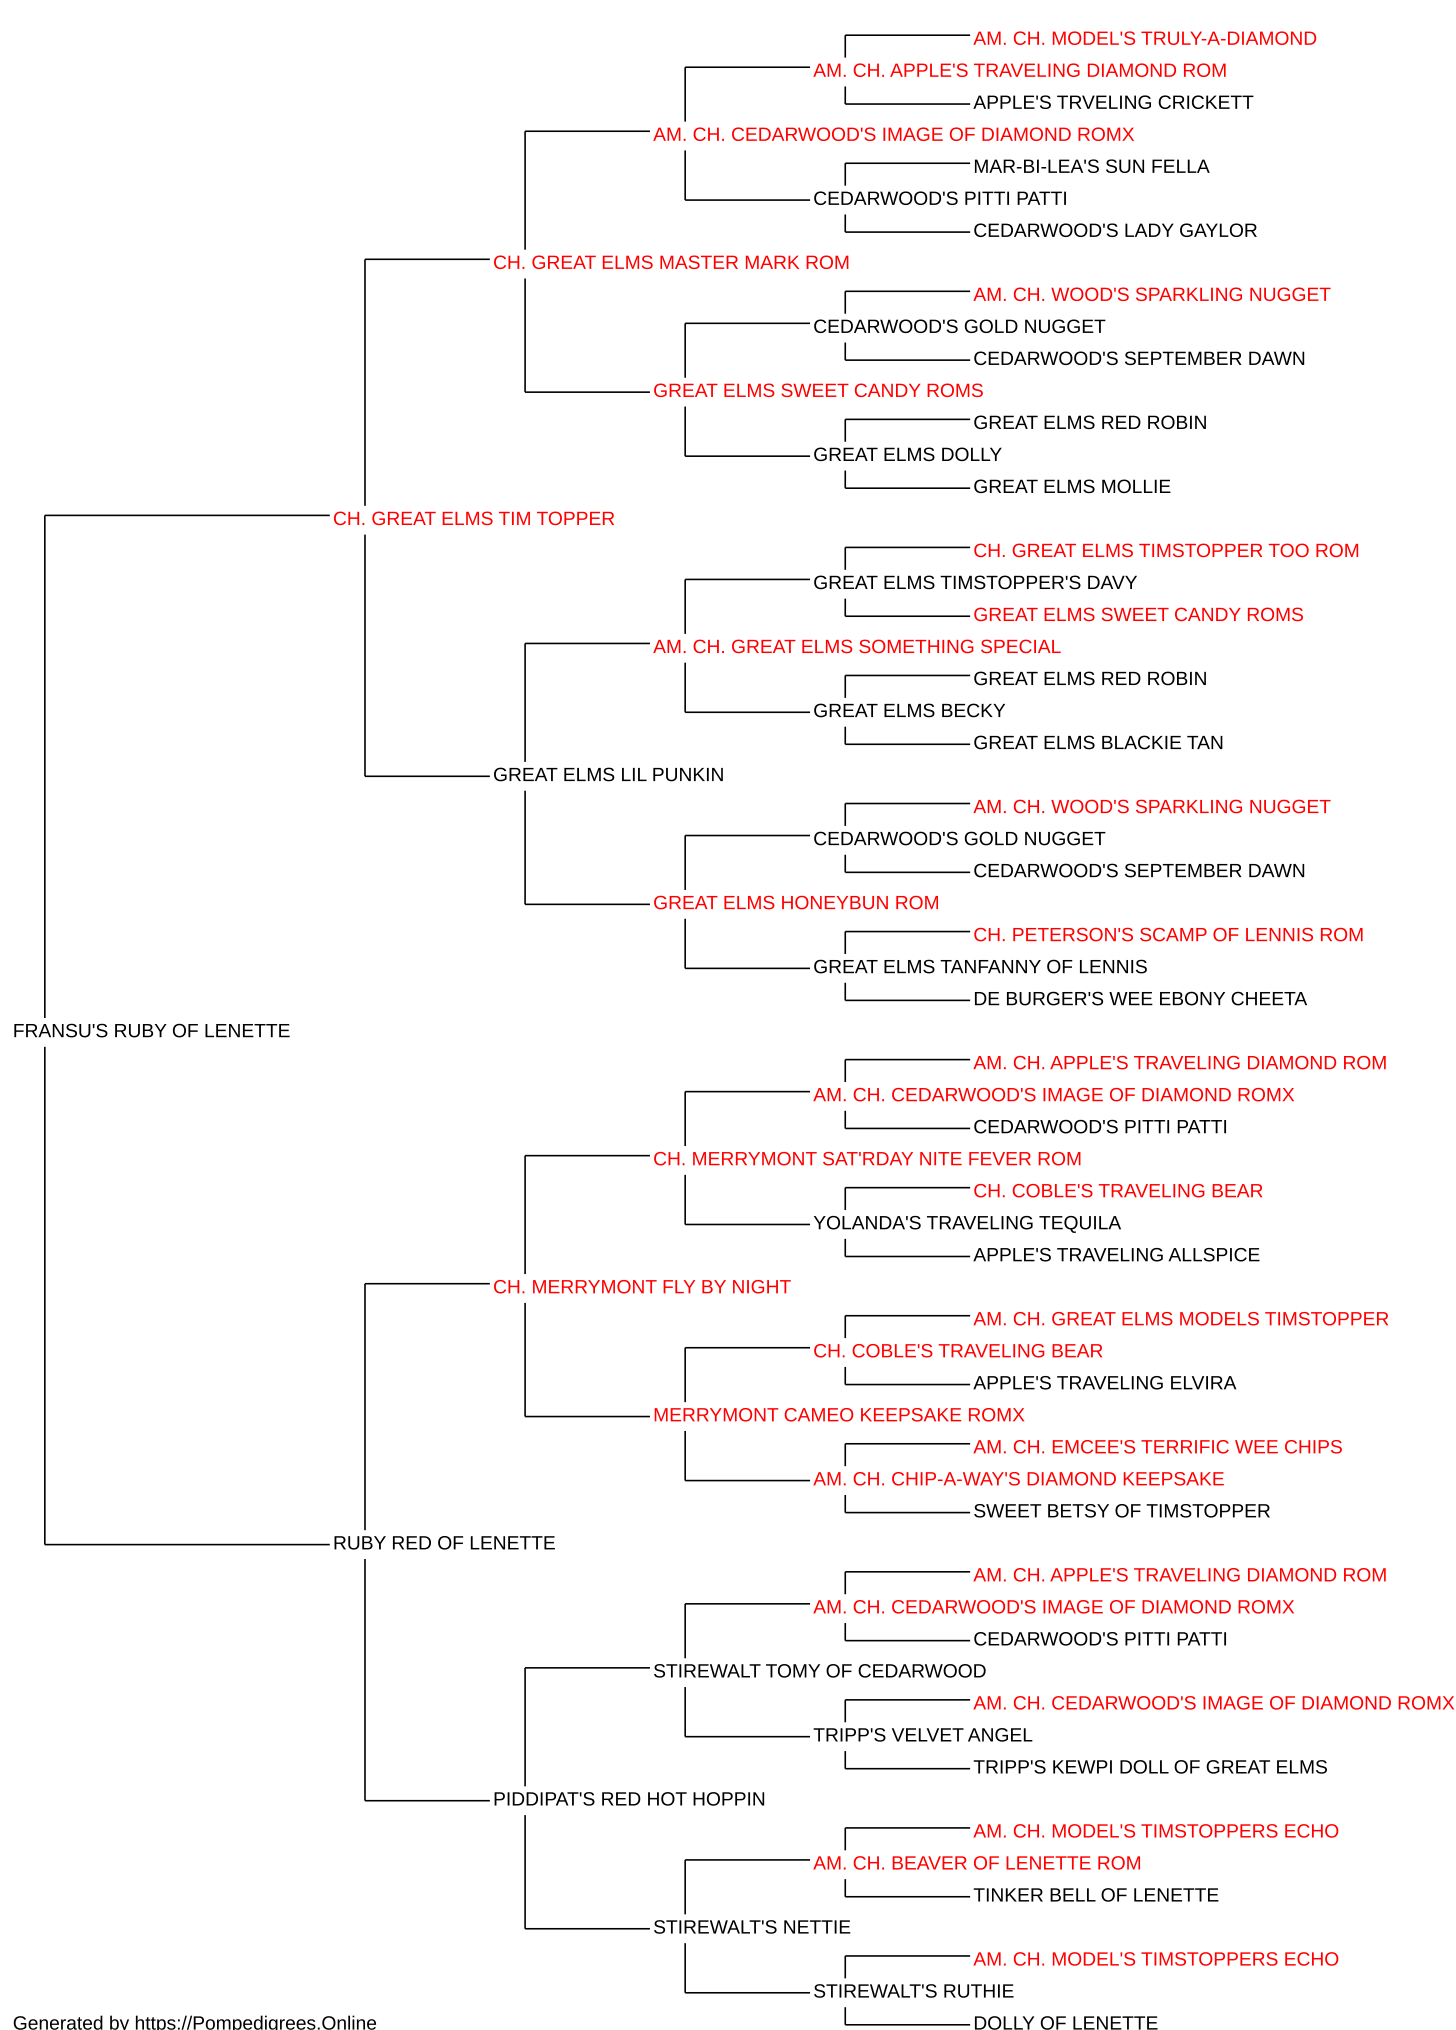 AM. CH. MODEL'S TRULY-A-DIAMOND
AM. CH. APPLE'S TRAVELING DIAMOND ROM
APPLE'S TRVELING CRICKETT
AM. CH. CEDARWOOD'S IMAGE OF DIAMOND ROMX
MAR-BI-LEA'S SUN FELLA
CEDARWOOD'S PITTI PATTI
CEDARWOOD'S LADY GAYLOR
CH. GREAT ELMS MASTER MARK ROM
AM. CH. WOOD'S SPARKLING NUGGET
CEDARWOOD'S GOLD NUGGET
CEDARWOOD'S SEPTEMBER DAWN
GREAT ELMS SWEET CANDY ROMS
GREAT ELMS RED ROBIN
GREAT ELMS DOLLY
GREAT ELMS MOLLIE
CH. GREAT ELMS TIM TOPPER
CH. GREAT ELMS TIMSTOPPER TOO ROM
GREAT ELMS TIMSTOPPER'S DAVY
GREAT ELMS SWEET CANDY ROMS
AM. CH. GREAT ELMS SOMETHING SPECIAL
GREAT ELMS RED ROBIN
GREAT ELMS BECKY
GREAT ELMS BLACKIE TAN
GREAT ELMS LIL PUNKIN
AM. CH. WOOD'S SPARKLING NUGGET
CEDARWOOD'S GOLD NUGGET
CEDARWOOD'S SEPTEMBER DAWN
GREAT ELMS HONEYBUN ROM
CH. PETERSON'S SCAMP OF LENNIS ROM
GREAT ELMS TANFANNY OF LENNIS
DE BURGER'S WEE EBONY CHEETA
FRANSU'S RUBY OF LENETTE
AM. CH. APPLE'S TRAVELING DIAMOND ROM
AM. CH. CEDARWOOD'S IMAGE OF DIAMOND ROMX
CEDARWOOD'S PITTI PATTI
CH. MERRYMONT SAT'RDAY NITE FEVER ROM
CH. COBLE'S TRAVELING BEAR
YOLANDA'S TRAVELING TEQUILA
APPLE'S TRAVELING ALLSPICE
CH. MERRYMONT FLY BY NIGHT
AM. CH. GREAT ELMS MODELS TIMSTOPPER
CH. COBLE'S TRAVELING BEAR
APPLE'S TRAVELING ELVIRA
MERRYMONT CAMEO KEEPSAKE ROMX
AM. CH. EMCEE'S TERRIFIC WEE CHIPS
AM. CH. CHIP-A-WAY'S DIAMOND KEEPSAKE
SWEET BETSY OF TIMSTOPPER
RUBY RED OF LENETTE
AM. CH. APPLE'S TRAVELING DIAMOND ROM
AM. CH. CEDARWOOD'S IMAGE OF DIAMOND ROMX
CEDARWOOD'S PITTI PATTI
STIREWALT TOMY OF CEDARWOOD
AM. CH. CEDARWOOD'S IMAGE OF DIAMOND ROMX
TRIPP'S VELVET ANGEL
TRIPP'S KEWPI DOLL OF GREAT ELMS
PIDDIPAT'S RED HOT HOPPIN
AM. CH. MODEL'S TIMSTOPPERS ECHO
AM. CH. BEAVER OF LENETTE ROM
TINKER BELL OF LENETTE
STIREWALT'S NETTIE
AM. CH. MODEL'S TIMSTOPPERS ECHO
STIREWALT'S RUTHIE
DOLLY OF LENETTE
Generated by https://Pompedigrees.Online